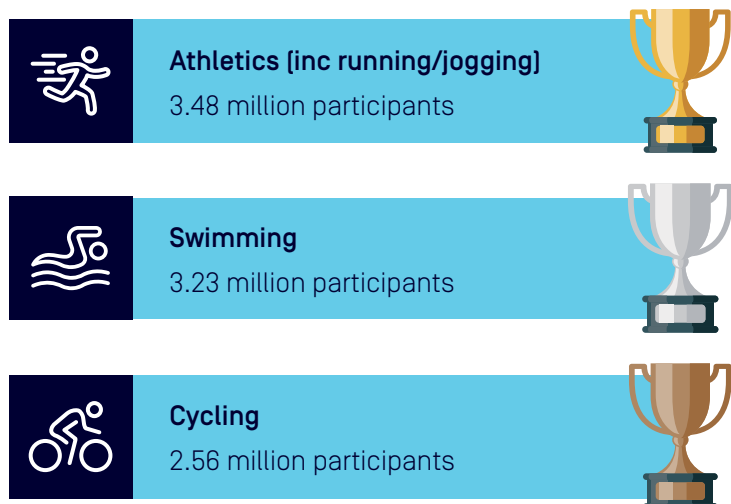 Athletics (inc running/jogging)
3.48 million participants
Swimming
3.23 million participants
Cycling
2.56 million participants